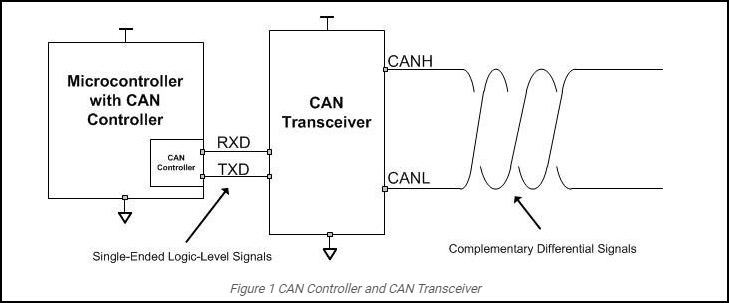 Microcontroller
with CAN
Controller
CAN
Controller
RXD
TXD
CAN
Transceiver
CANH
CANL
Single-Ended Logic-Level Signals
Complementary Differential Signals
Figure 1 CAN Controller and CAN Transceiver